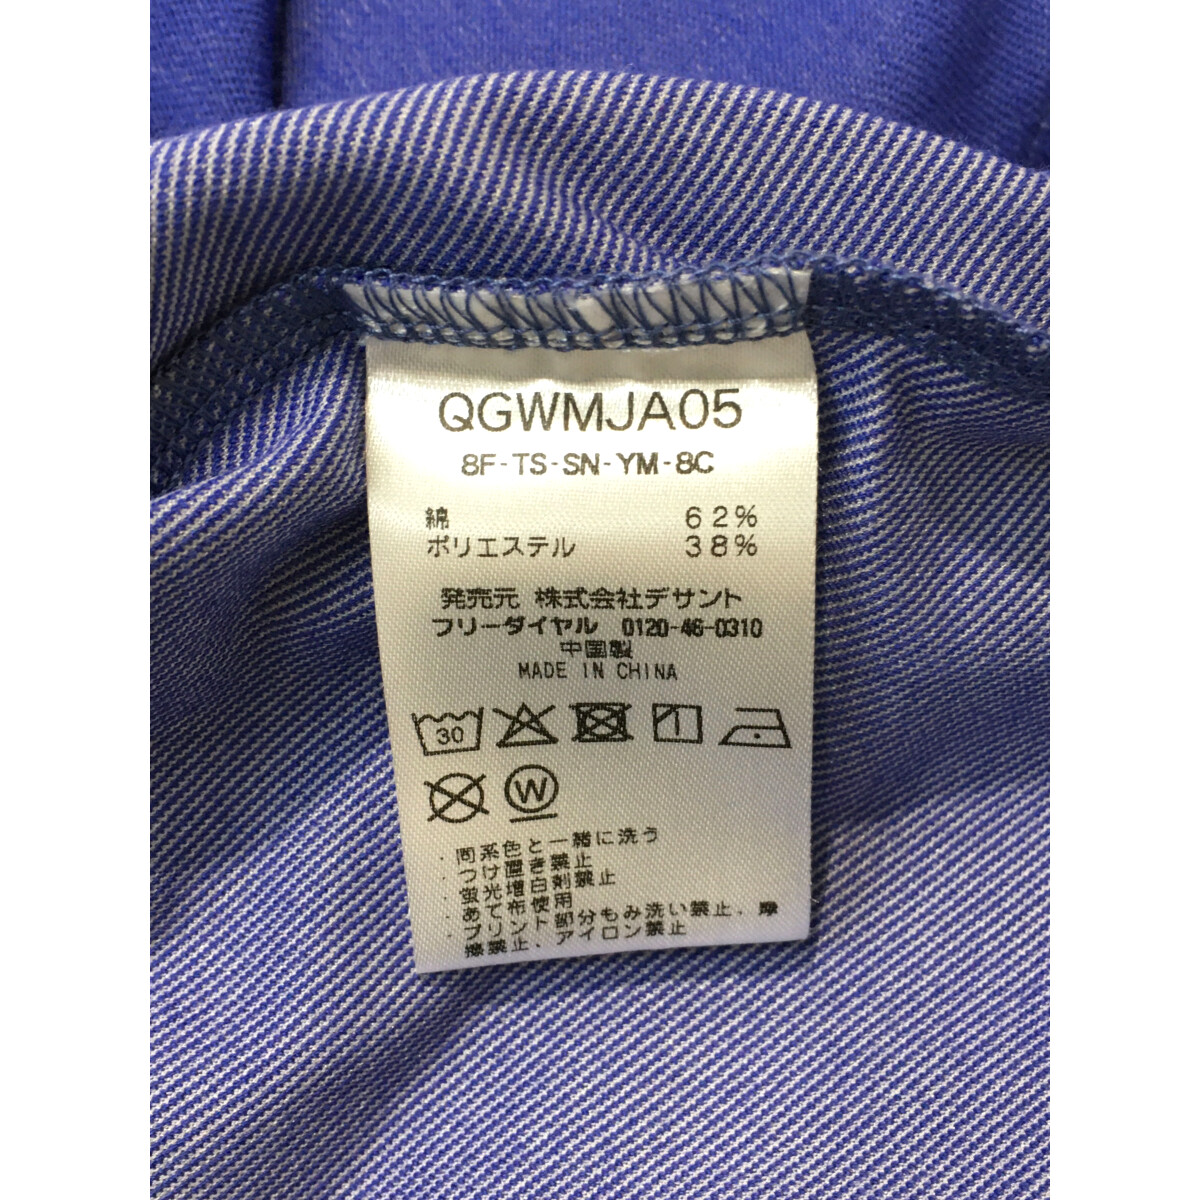 QGWMJA05
8F-TS-SN-YM-8C
綿 62%
ポリエステル 38%
発売元 株式会社デサント
フリーダイヤル 0120-46-0310
中国製
MADE IN CHINA
30
W
・同系色と一緒に洗う
・つけ置き禁止
・蛍光増白剤禁止
・あて布使用
・プリント部分もみ洗い禁止、摩
擦禁止、アイロン禁止